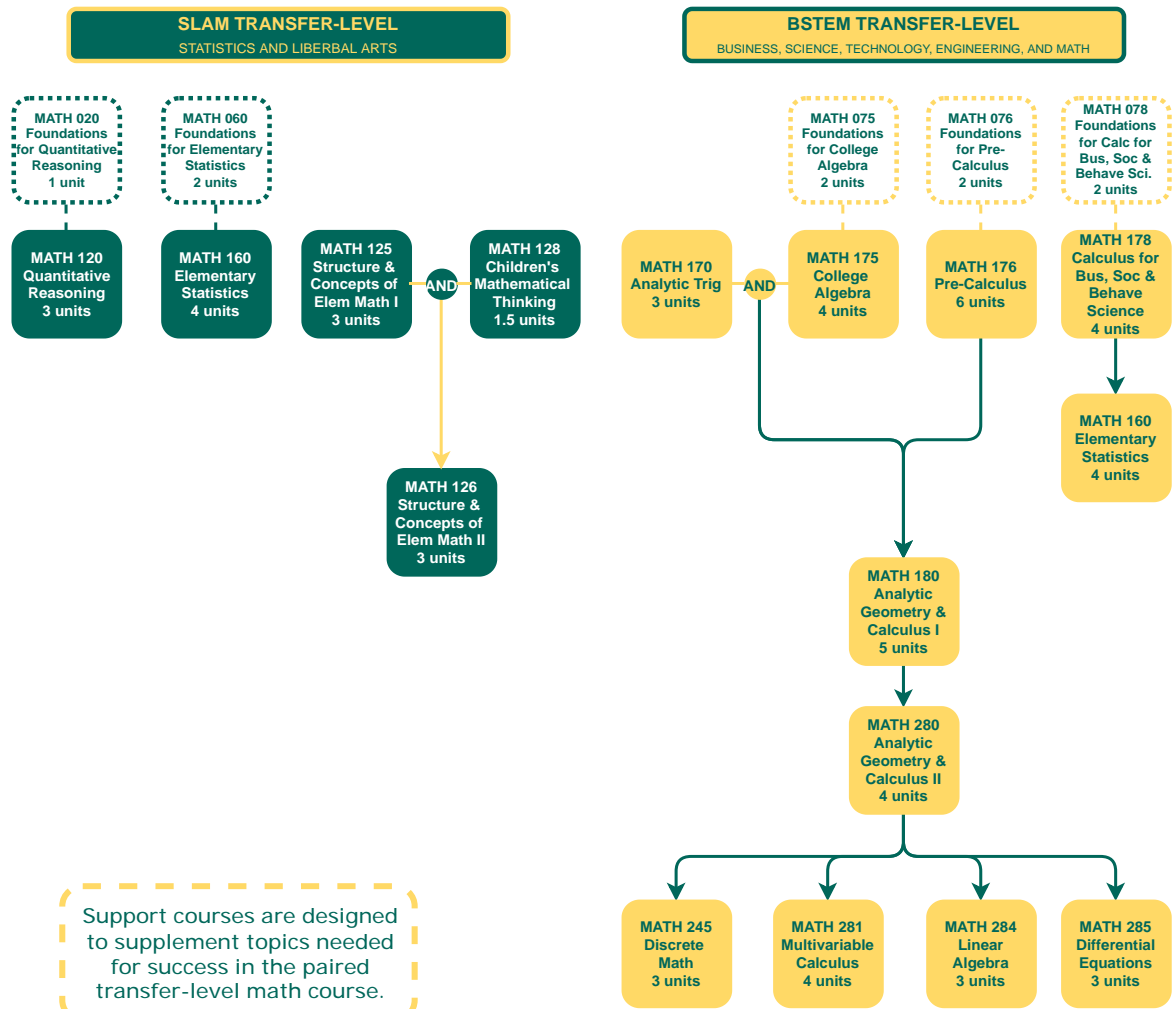 SLAM TRANSFER-LEVEL
STATISTICS AND LIBERBAL ARTS
BSTEM TRANSFER-LEVEL
BUSINESS, SCIENCE, TECHNOLOGY, ENGINEERING, AND MATH
MATH 020
Foundations
for Quantitative
Reasoning
1 unit
MATH 060
Foundations
for Elementary
Statistics
2 units
MATH 075
Foundations
for College
Algebra
2 units
MATH 076
Foundations
for Pre-
Calculus
2 units
MATH 078
Foundations
for Calc for
Bus, Soc &
Behave Sci.
2 units
MATH 120
Quantitative
Reasoning
3 units
MATH 160
Elementary
Statistics
4 units
MATH 125
Structure &
Concepts of
Elem Math I
3 units
AND
MATH 128
Children's
Mathematical
Thinking
1.5 units
MATH 170
Analytic Trig
3 units
AND
MATH 175
College
Algebra
4 units
MATH 176
Pre-Calculus
6 units
MATH 178
Calculus for
Bus, Soc &
Behave
Science
4 units
MATH 160
Elementary
Statistics
4 units
MATH 126
Structure &
Concepts of
Elem Math II
3 units
MATH 180
Analytic
Geometry &
Calculus I
5 units
MATH 280
Analytic
Geometry &
Calculus II
4 units
MATH 245
Discrete
Math
3 units
MATH 281
Multivariable
Calculus
4 units
MATH 284
Linear
Algebra
3 units
MATH 285
Differential
Equations
3 units
Support courses are designed
to supplement topics needed
for success in the paired
transfer-level math course.